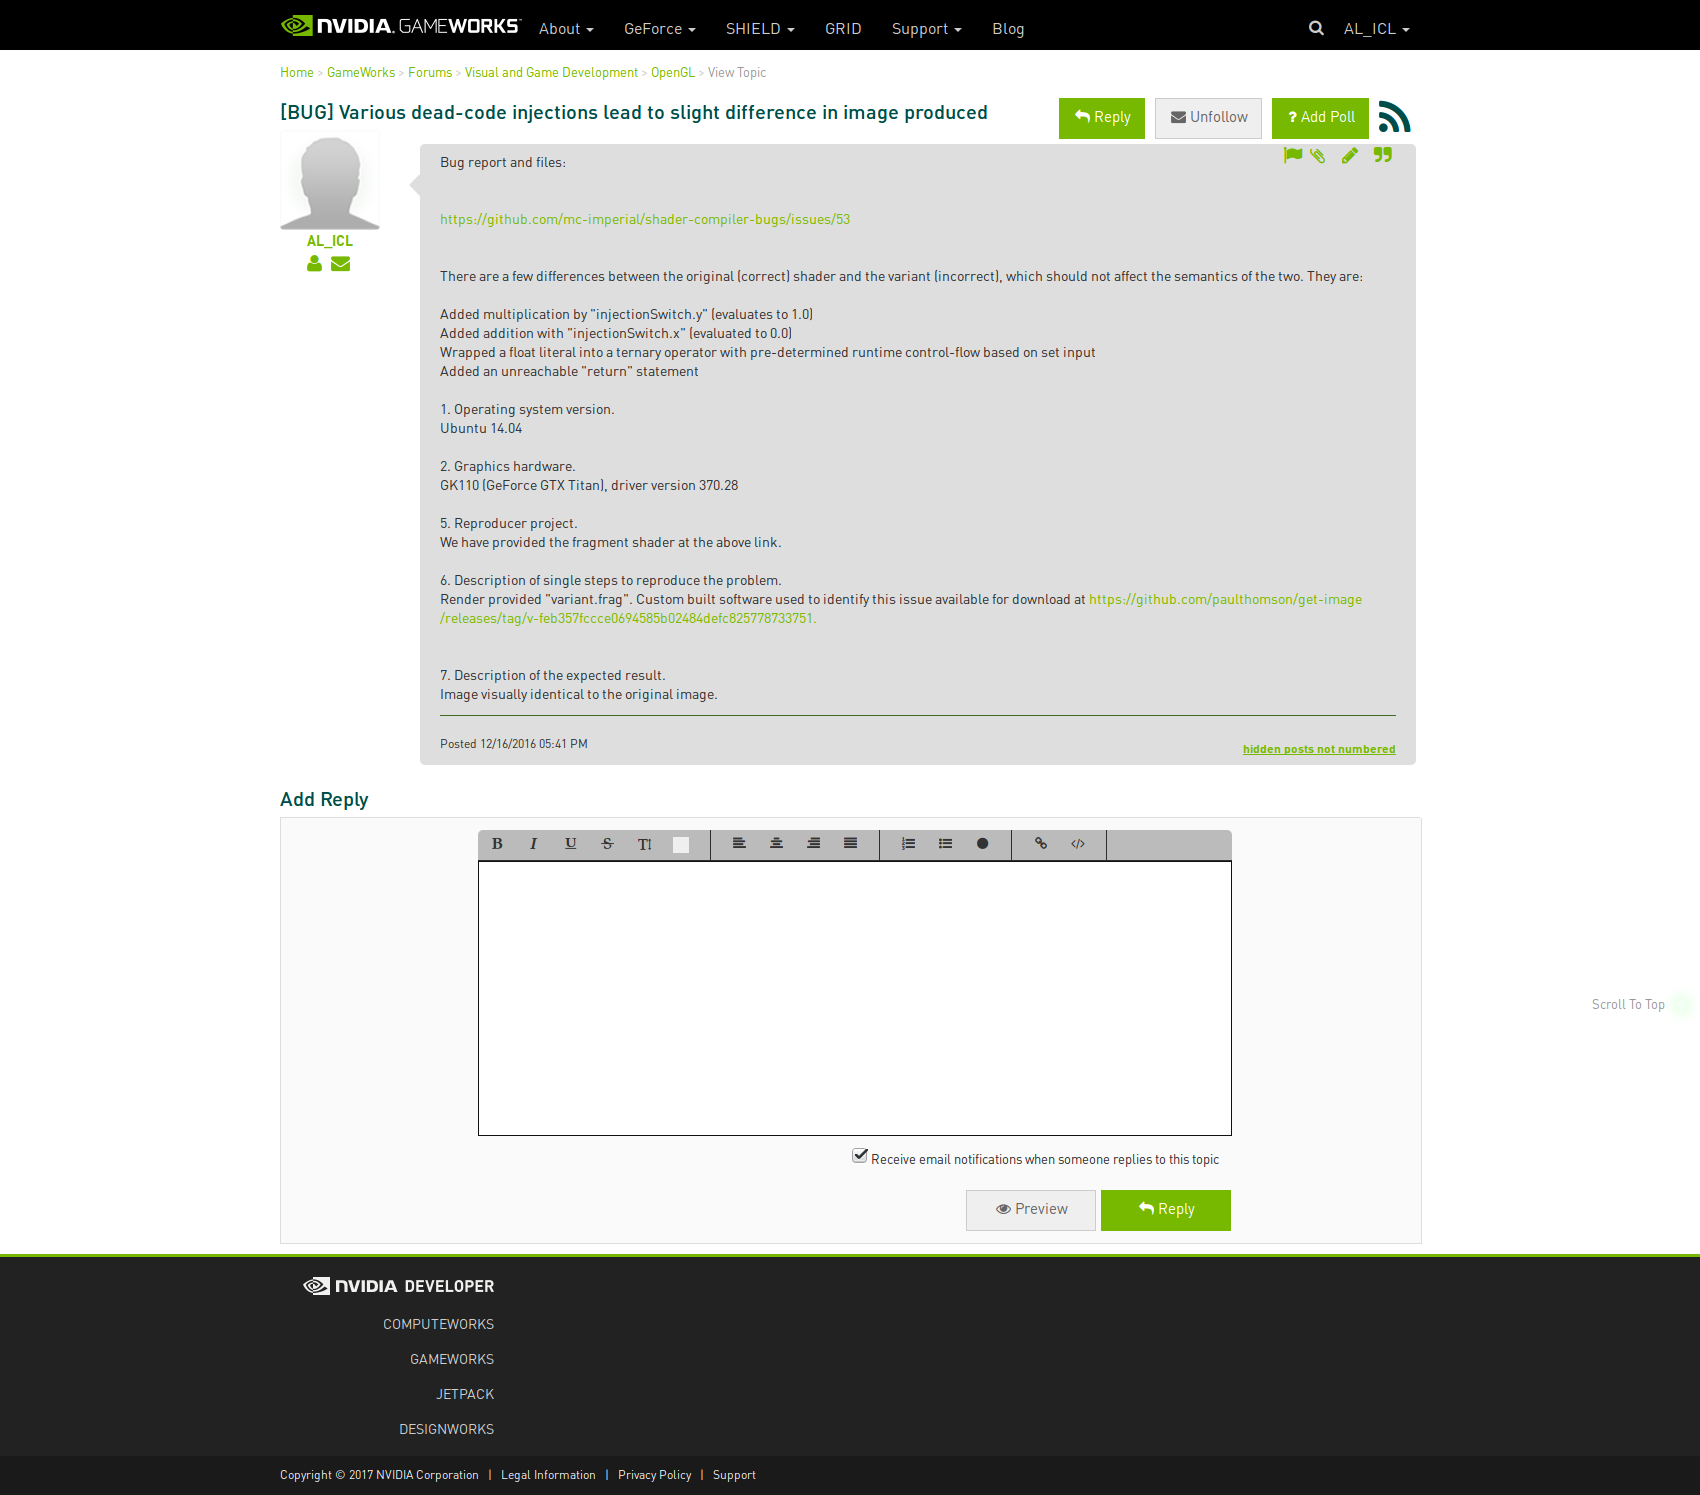 NVIDIA. GAMEWORKS™ About GeForce SHIELD GRID Support Blog AL_ICL
Home > GameWorks > Forums > Visual and Game Development > OpenGL > View Topic
[BUG] Various dead-code injections lead to slight difference in image produced
Reply Unfollow ? Add Poll
AL_ICL
Bug report and files:
https://github.com/mc-imperial/shader-compiler-bugs/issues/53
There are a few differences between the original (correct) shader and the variant (incorrect), which should not affect the semantics of the two. They are:
Added multiplication by "injectionSwitch.y" (evaluates to 1.0)
Added addition with "injectionSwitch.x" (evaluated to 0.0)
Wrapped a float literal into a ternary operator with pre-determined runtime control-flow based on set input
Added an unreachable "return" statement
1. Operating system version.
Ubuntu 14.04
2. Graphics hardware.
GK110 (GeForce GTX Titan), driver version 370.28
5. Reproducer project.
We have provided the fragment shader at the above link.
6. Description of single steps to reproduce the problem.
Render provided "variant.frag". Custom built software used to identify this issue available for download at https://github.com/paulthomson/get-image
/releases/tag/v-feb357fccce0694585b02484defc825778733751.
7. Description of the expected result.
Image visually identical to the original image.
Posted 12/16/2016 05:41 PM
hidden posts not numbered
Add Reply
B I U S T
Scroll To Top
Receive email notifications when someone replies to this topic
Preview Reply
NVIDIA DEVELOPER
COMPUTEWORKS
GAMEWORKS
JETPACK
DESIGNWORKS
Copyright © 2017 NVIDIA Corporation | Legal Information | Privacy Policy | Support